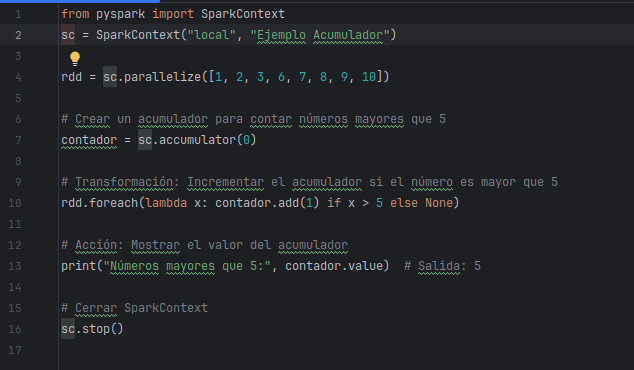 1 from pyspark import SparkContext
2 sc = SparkContext("local", "Ejemplo Acumulador")
3
4 rdd = sc.parallelize([1, 2, 3, 6, 7, 8, 9, 10])
5
6 # Crear un acumulador para contar números mayores que 5
7 contador = sc.accumulator(0)
8
9 # Transformación: Incrementar el acumulador si el número es mayor que 5
10 rdd.foreach(lambda x: contador.add(1) if x > 5 else None)
11
12 # Acción: Mostrar el valor del acumulador
13 print("Números mayores que 5:", contador.value)  # Salida: 5
14
15 # Cerrar SparkContext
16 sc.stop()
17